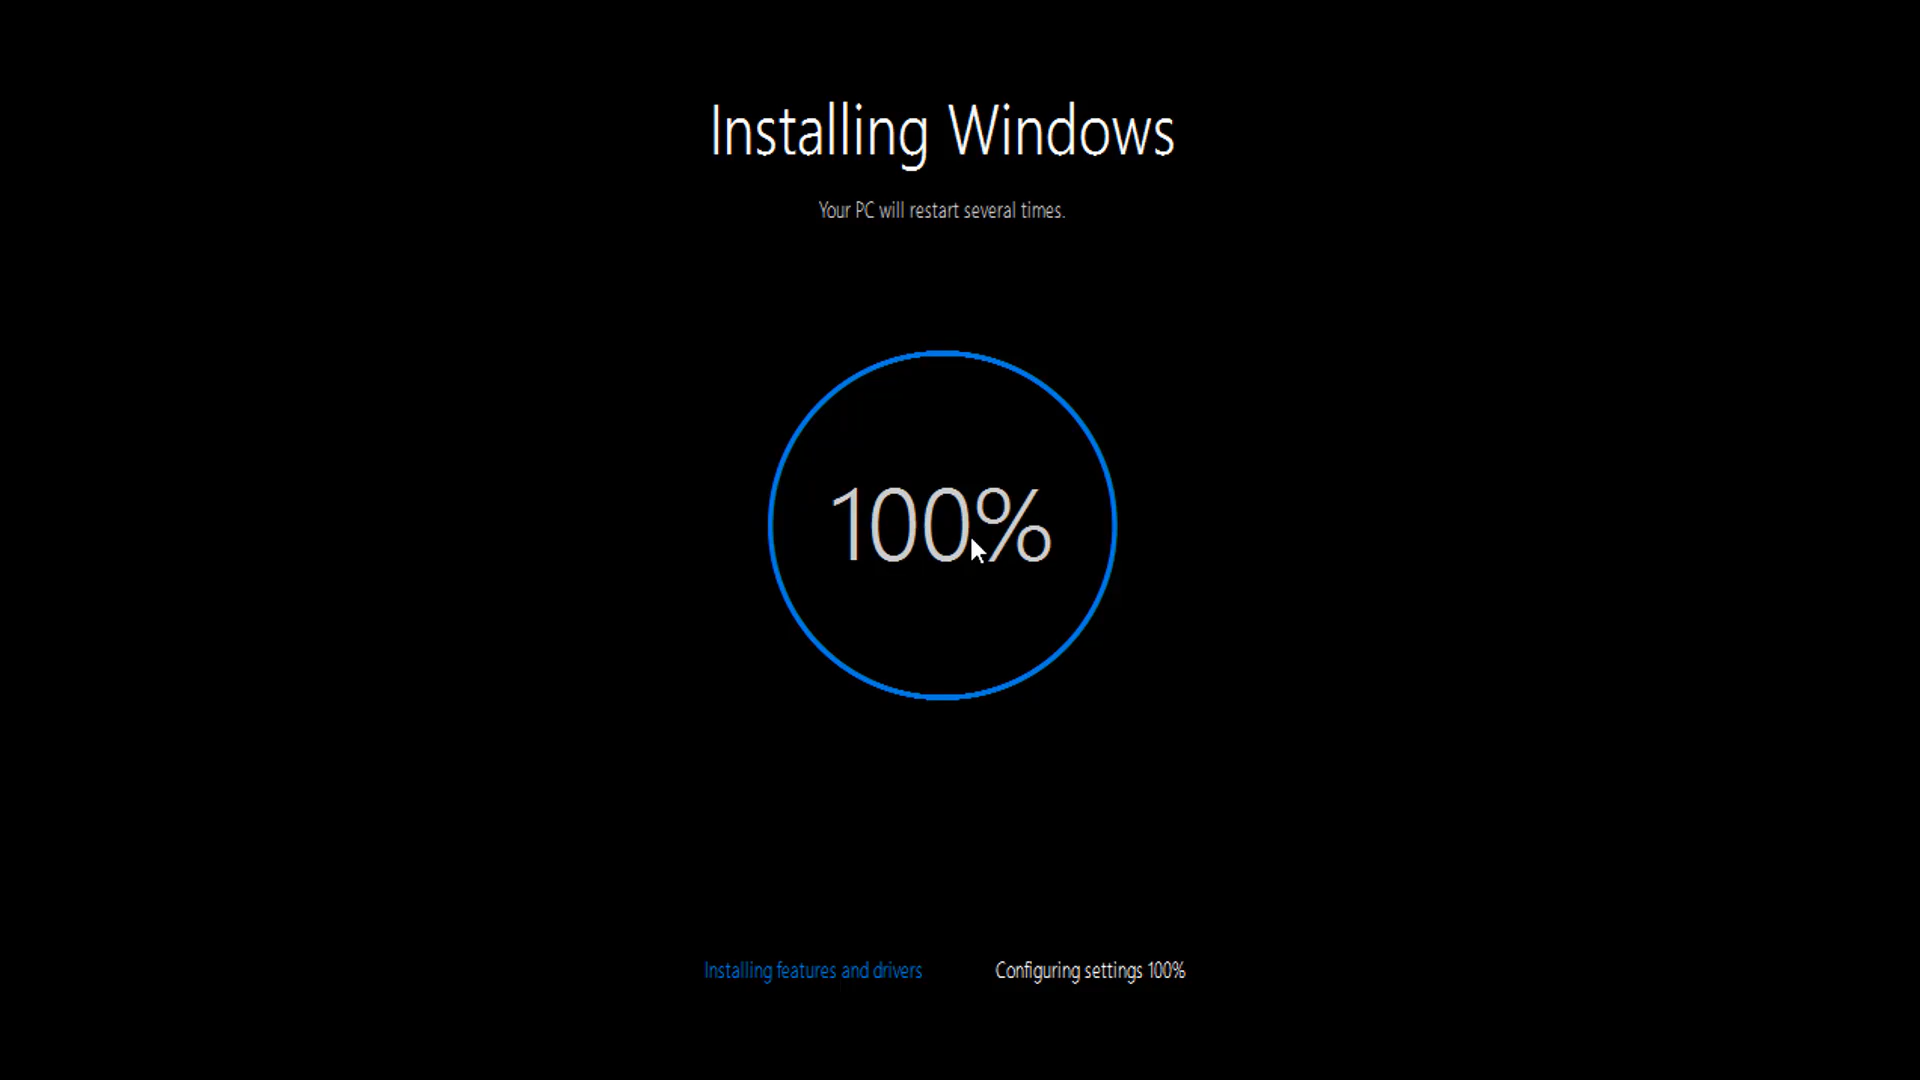 Installing Windows
Your PC will restart several times.
100%
Installing features and drivers
Configuring settings 100%